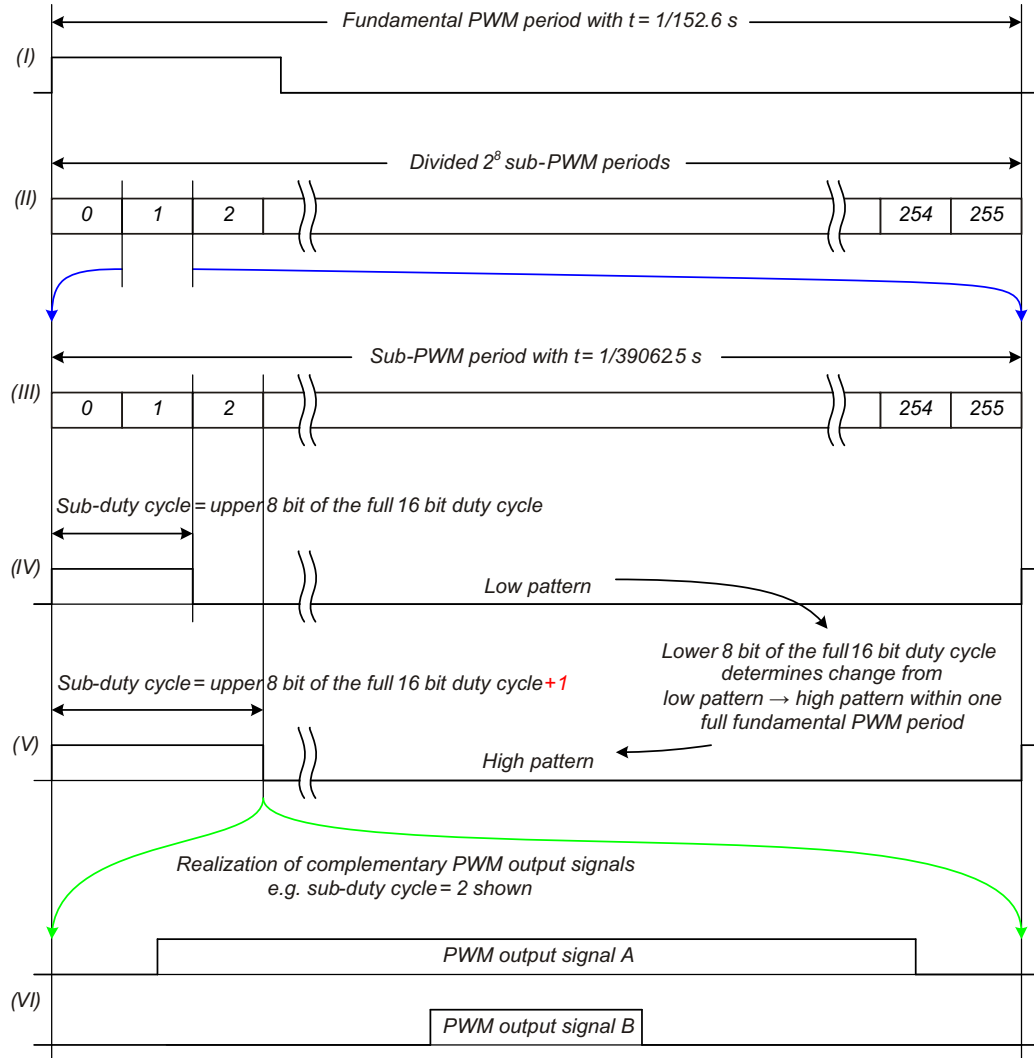 Fundamental PWM period with t = 1/152.6 s
(I)
Divided 2⁸ sub-PWM periods
(II)
0 1 2 254 255
Sub-PWM period with t = 1/39062.5 s
(III)
0 1 2 254 255
Sub-duty cycle = upper 8 bit of the full 16 bit duty cycle
(IV)
Low pattern
Lower 8 bit of the full 16 bit duty cycle
determines change from
low pattern → high pattern within one
full fundamental PWM period
Sub-duty cycle = upper 8 bit of the full 16 bit duty cycle +1
(V)
High pattern
Realization of complementary PWM output signals
e.g. sub-duty cycle = 2 shown
PWM output signal A
(VI)
PWM output signal B